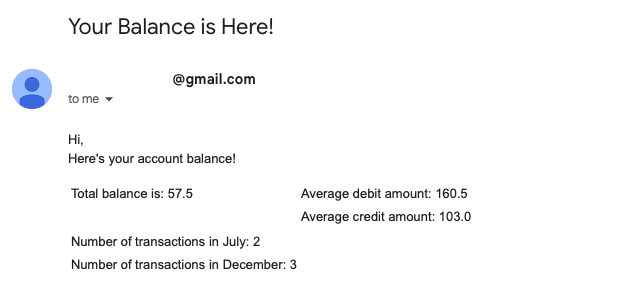 Your Balance is Here!
@gmail.com
to me
Hi,
Here's your account balance!
Total balance is: 57.5 Average debit amount: 160.5
Average credit amount: 103.0
Number of transactions in July: 2
Number of transactions in December: 3